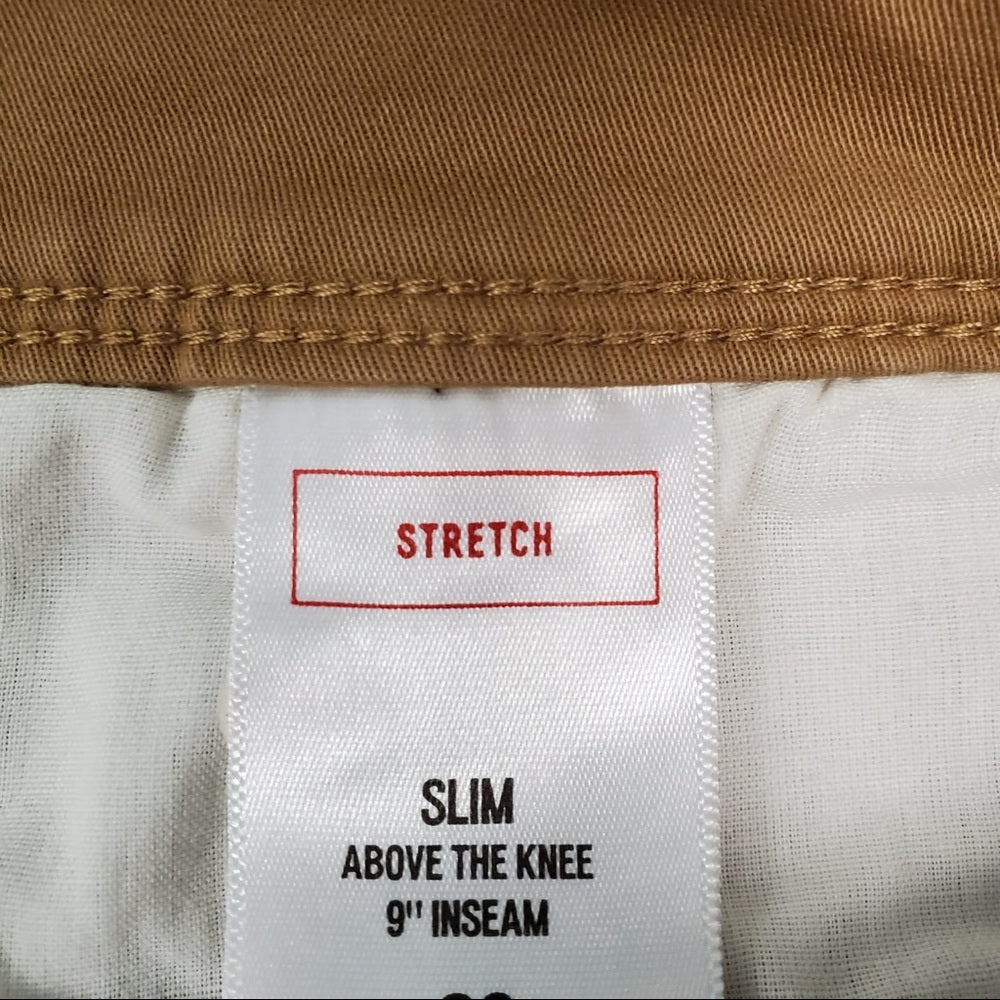 STRETCH
SLIM
ABOVE THE KNEE
9" INSEAM